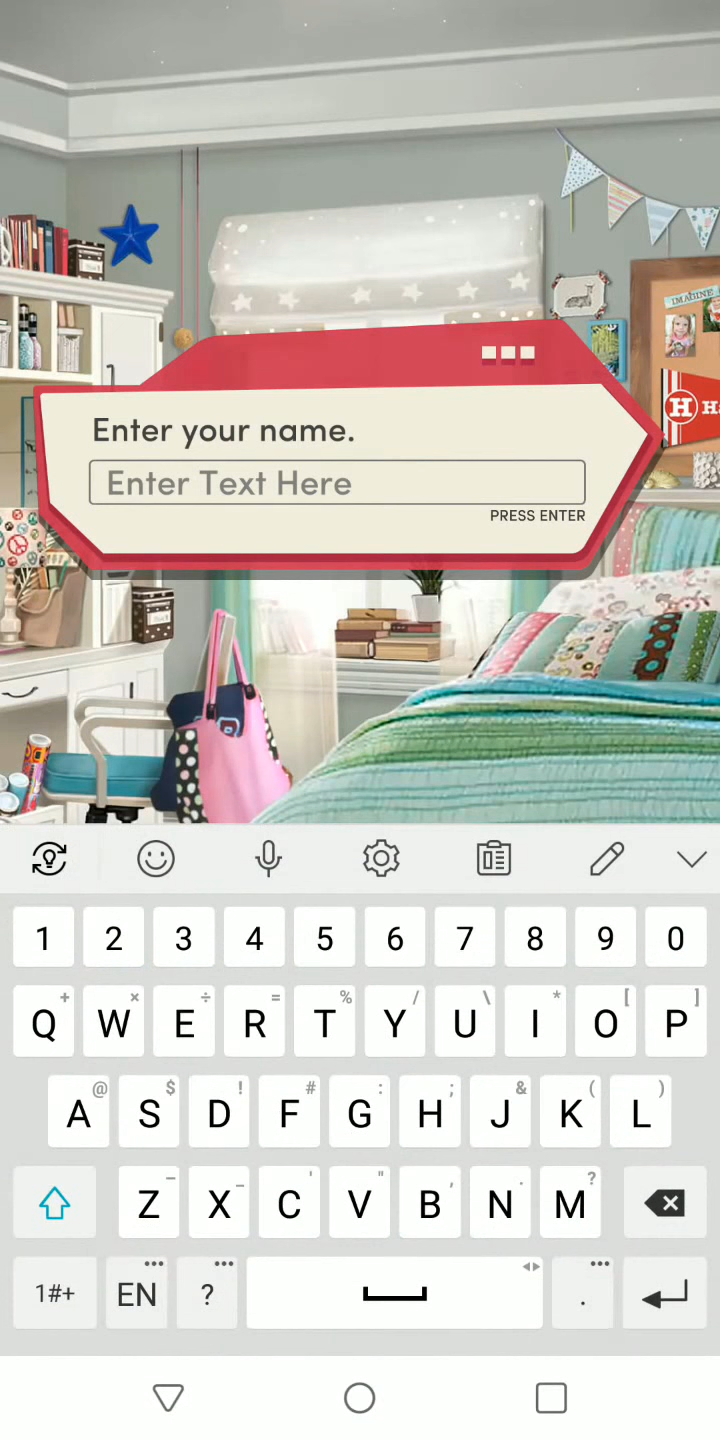 IMAGINE
H H
Enter your name.
Enter Text Here
PRESS ENTER
1 2 3 4 5 6 7 8 9 0
+ × ÷ = % / \ * [ ]
Q W E R T Y U I O P
@ $ ! # : ; & ( )
A S D F G H J K L
– _ ' " , . ?
Z X C V B N M
1#+ EN ? .